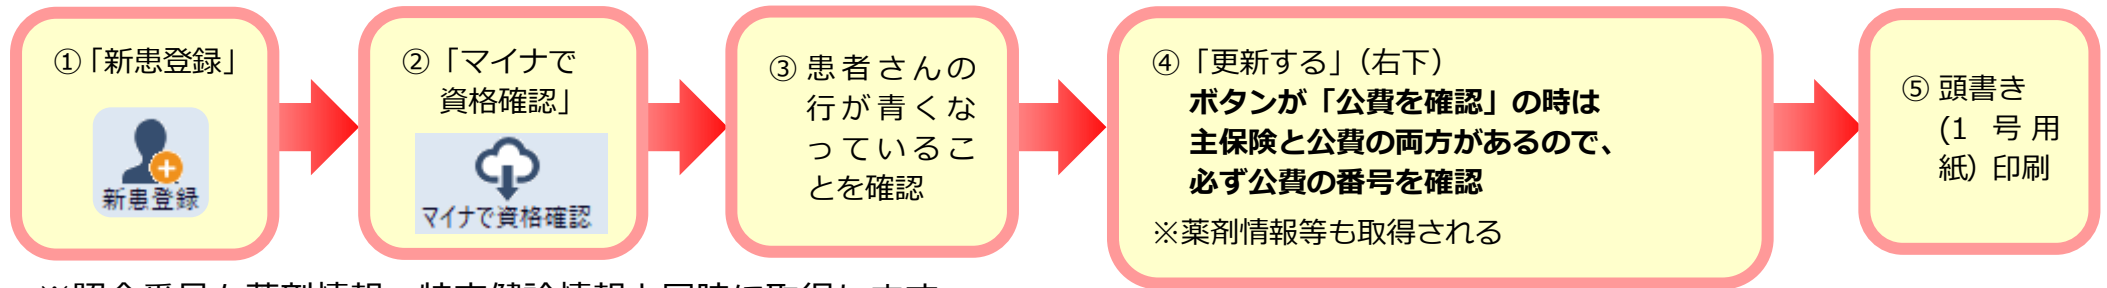 ①「新患登録」
新患登録
②「マイナで
資格確認」
マイナで資格確認
③ 患者さんの
行が青くな
っているこ
とを確認
④「更新する」(右下)
ボタンが「公費を確認」の時は
主保険と公費の両方があるので、
必ず公費の番号を確認
※薬剤情報等も取得される
⑤ 頭書き
(1 号用
紙) 印刷